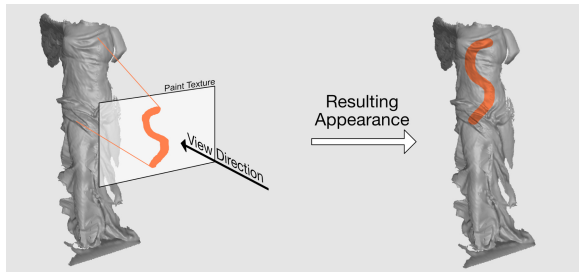 Paint Texture
View Direction
Resulting
Appearance